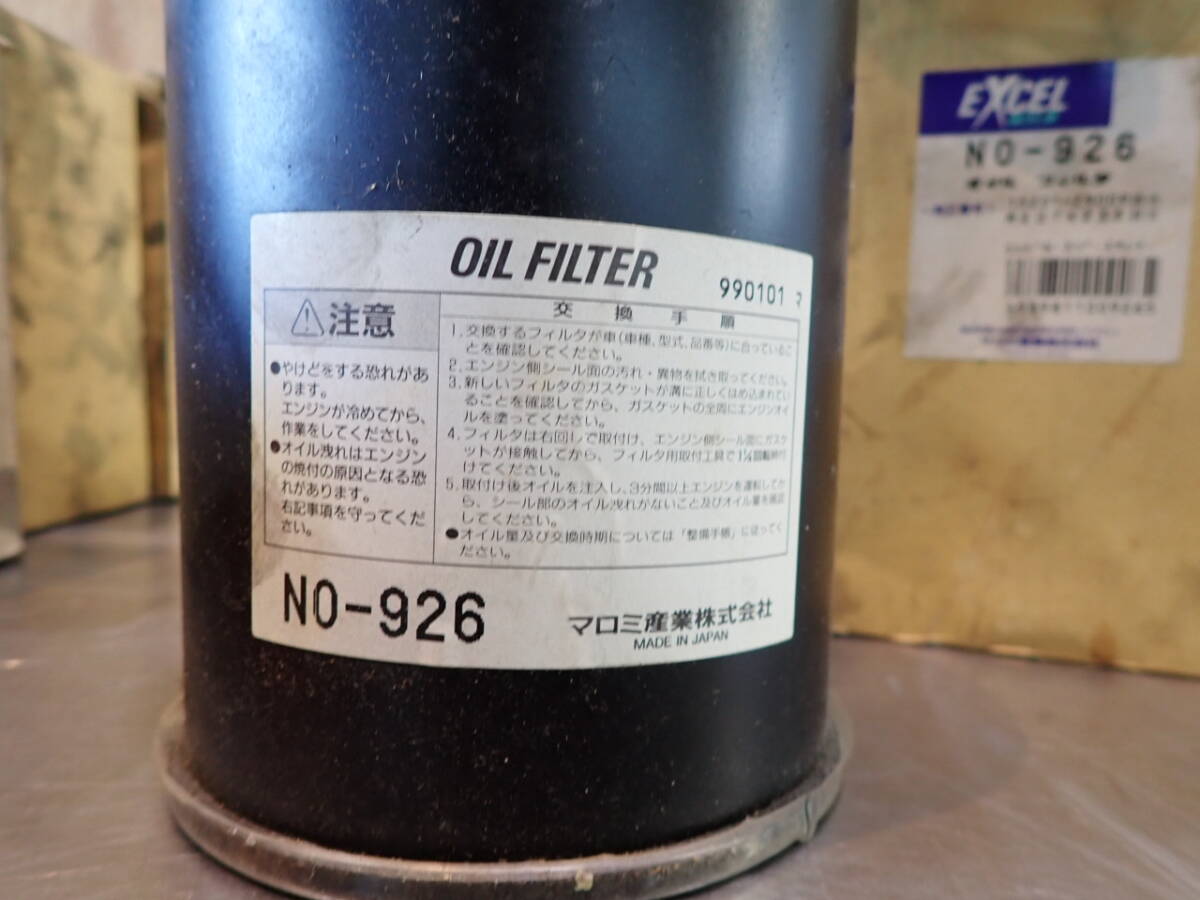 OIL FILTER
990101 マ
注意
●やけどをする恐れがあ
ります。
エンジンが冷めてから、
作業をしてください。
●オイル洩れはエンジン
の焼付の原因となる恐
れがあります。
右記事項を守ってくだ
さい。
交換手順
1.交換するフィルタが車(車種、型式、品番等)に合っているこ
とを確認してください。
2.エンジン側シール面の汚れ・異物を拭き取ってください。
3.新しいフィルタのガスケットが溝に正しくはめ込まれてい
ることを確認してから、ガスケットの全周にエンジンオイ
ルを塗ってください。
4.フィルタは右回しで取付け、エンジン側シール面にガスケ
ットが接触してから、フィルタ用取付工具で1¼回転締付
けてください。
5.取付け後オイルを注入し、3分間以上エンジンを運転してか
ら、シール部のオイル洩れがないこと及びオイル量を確認
してください。
●オイル量及び交換時期については「整備手帳」に従ってく
ださい。
NO-926
マロミ産業株式会社
MADE IN JAPAN
EXCEL
NO-926